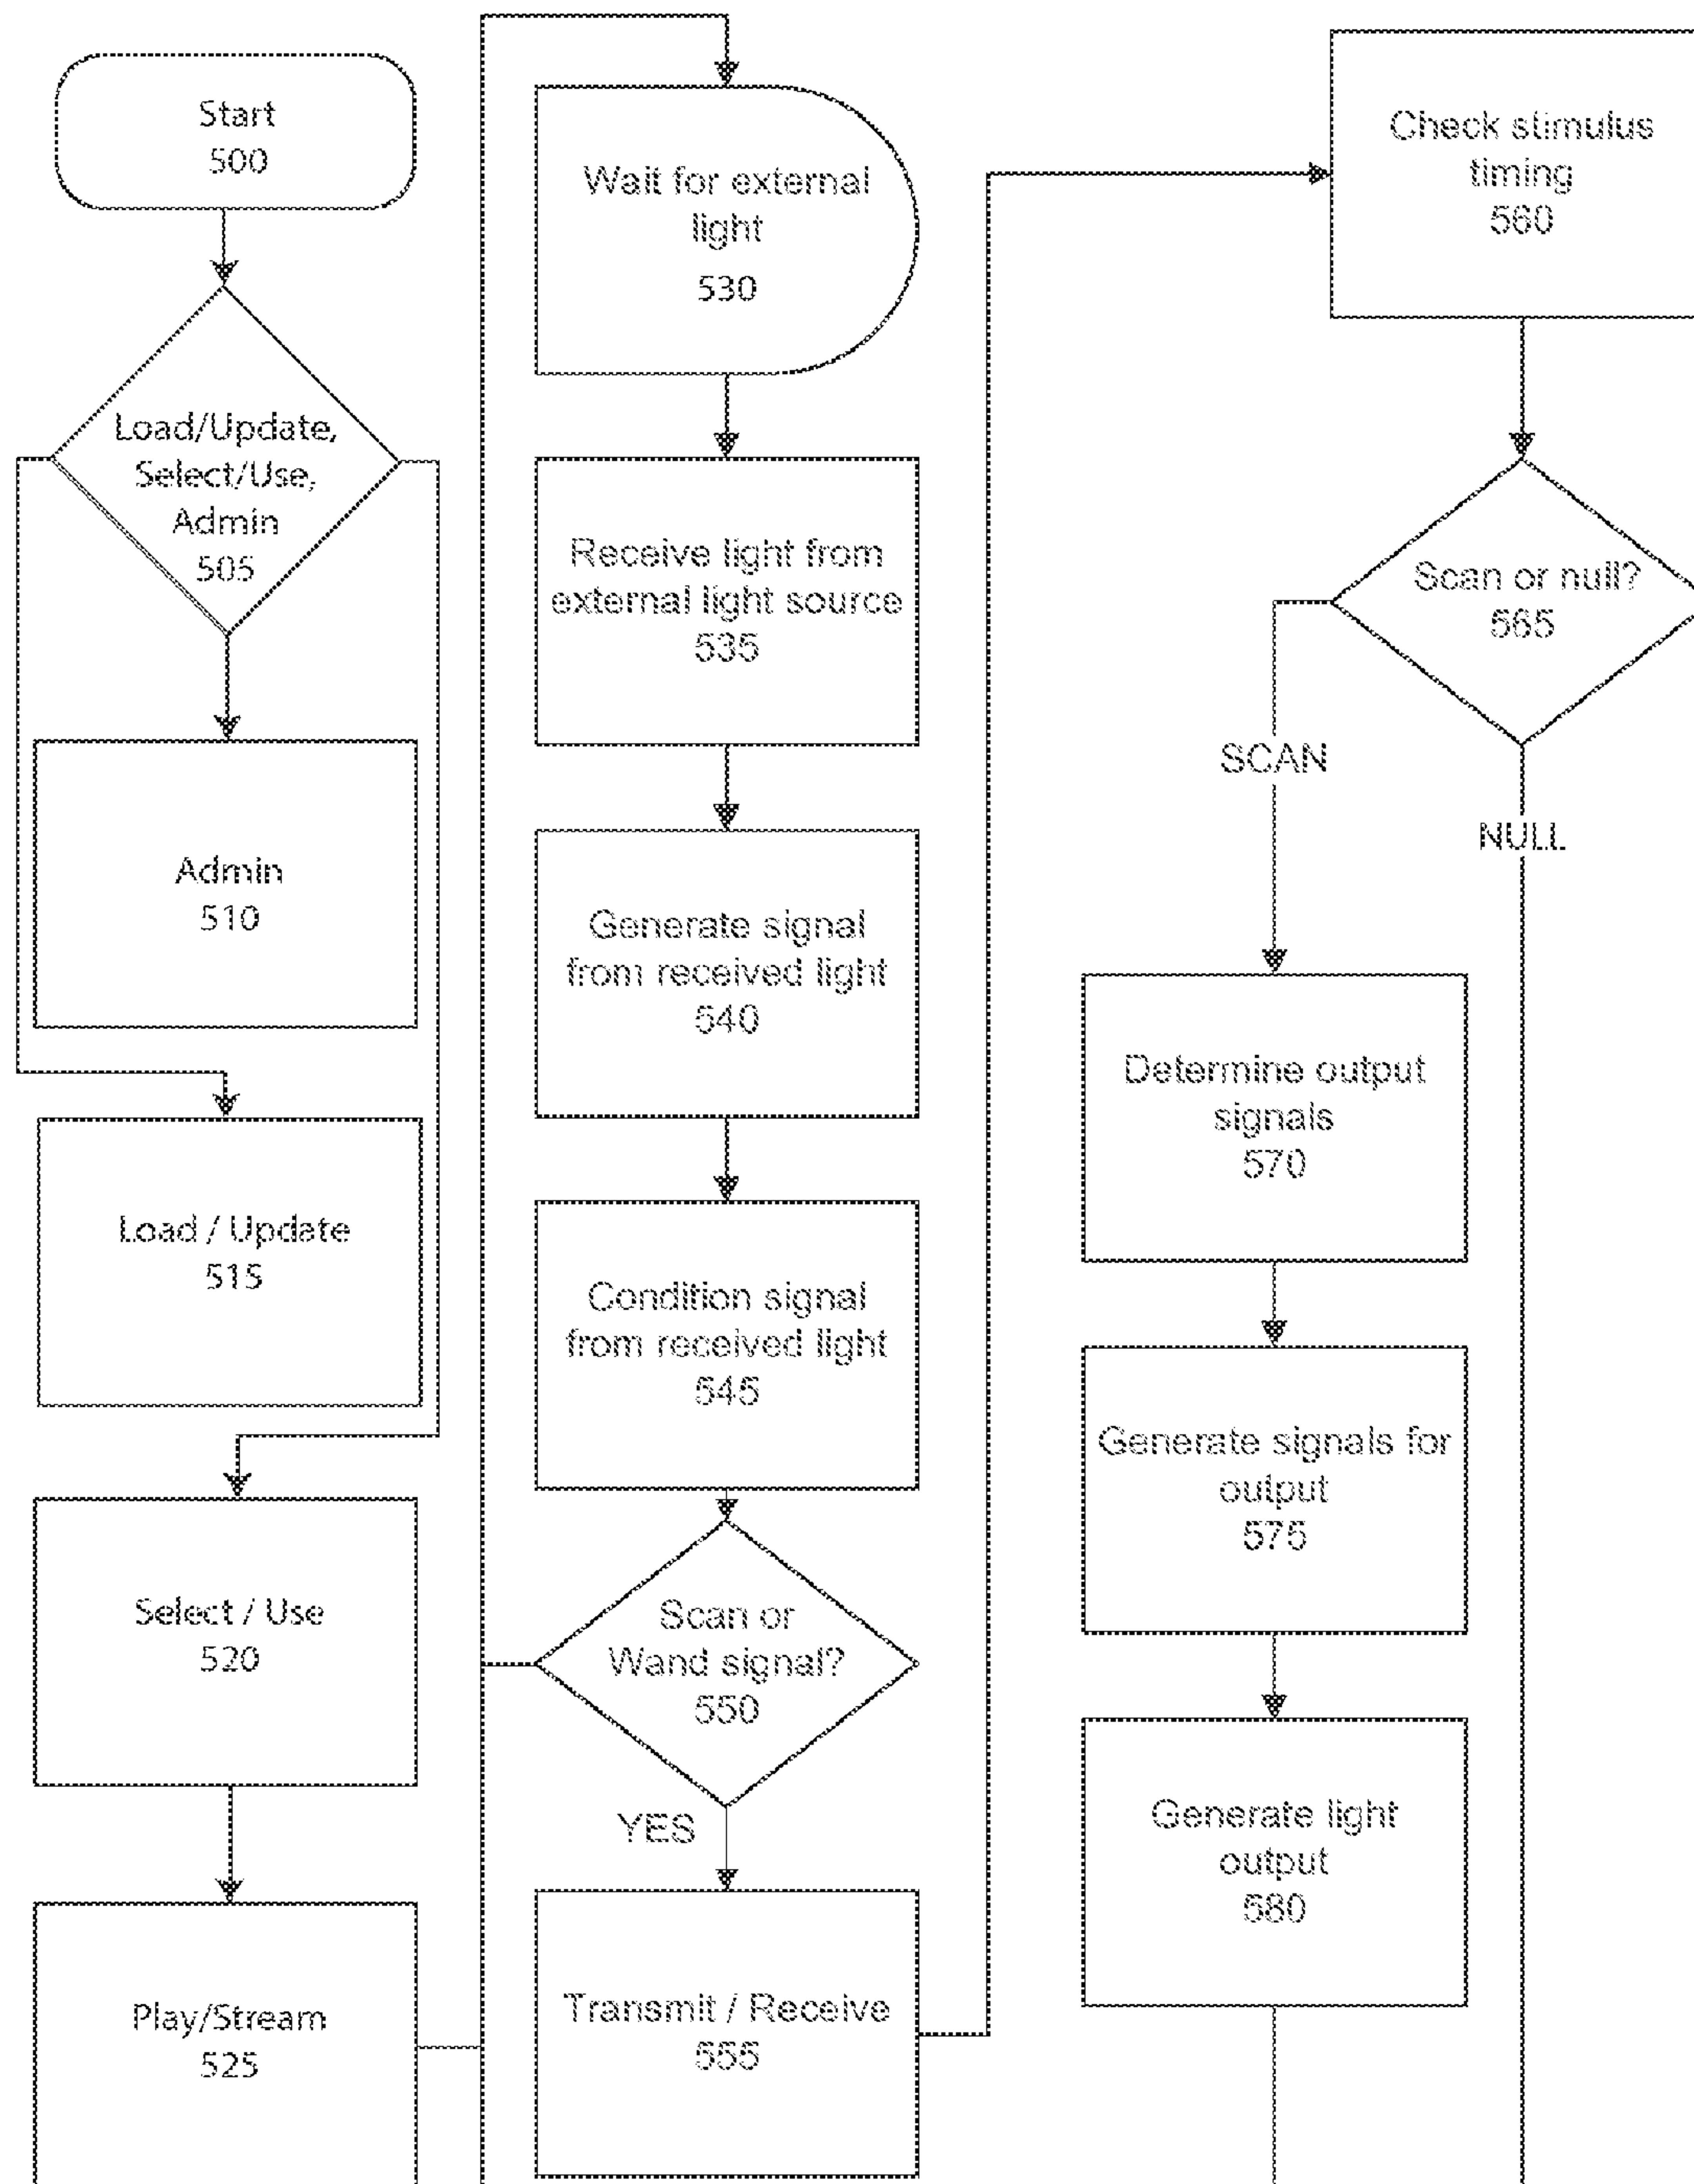 Start
500
Load/Update,
Select/Use,
Admin
505
Admin
510
Load / Update
515
Select / Use
520
Play/Stream
525
Wait for external
light
530
Receive light from
external light source
535
Generate signal
from received light
540
Condition signal
from received light
545
Scan or
Wand signal?
550
YES
Transmit / Receive
555
Check stimulus
timing
560
Scan or null?
565
SCAN
NULL
Determine output
signals
570
Generate signals for
output
575
Generate light
output
580